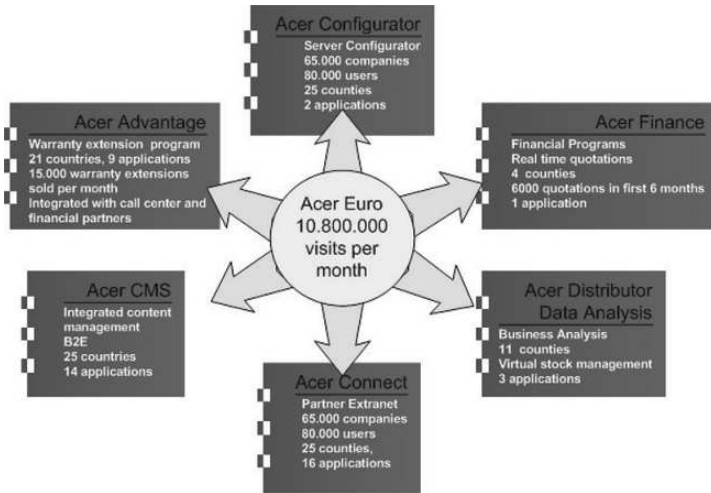 Acer Configurator
Server Configurator
65.000 companies
80.000 users
25 counties
2 applications
Acer Advantage
Warranty extension program
21 countries, 9 applications
15.000 warranty extensions
sold per month
Integrated with call center and
financial partners
Acer Finance
Financial Programs
Real time quotations
4 counties
6000 quotations in first 6 months
1 application
Acer Euro
10.800.000
visits per
month
Acer CMS
Integrated content
management
B2E
25 countries
14 applications
Acer Distributor
Data Analysis
Business Analysis
11 counties
Virtual stock management
3 applications
Acer Connect
Partner Extranet
65.000 companies
80.000 users
25 counties,
16 applications